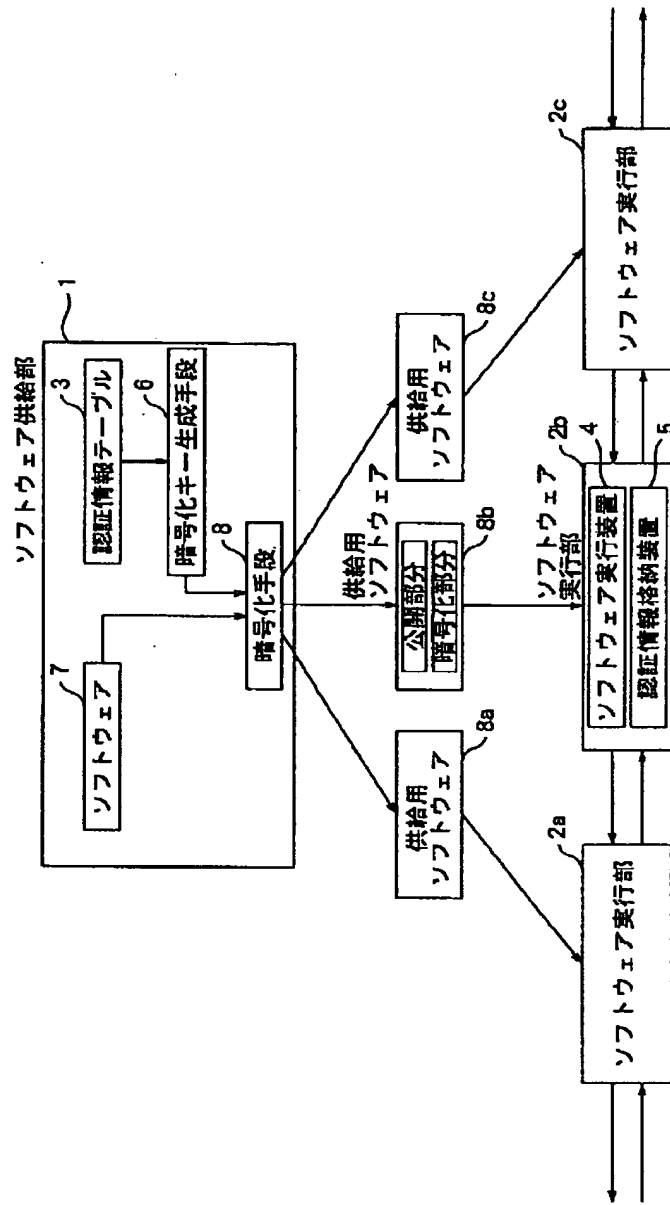 ソフトウェア供給部
1
7
ソフトウェア
3
認証情報テーブル
6
暗号化キー生成手段
8
暗号化手段
供給用
ソフトウェア
8a
供給用
ソフトウェア
公開部分
暗号化部分
8b
供給用
ソフトウェア
8c
2a
ソフトウェア実行部
ソフトウェア
実行部
2b
4
ソフトウェア実行装置
5
認証情報格納装置
2c
ソフトウェア実行部